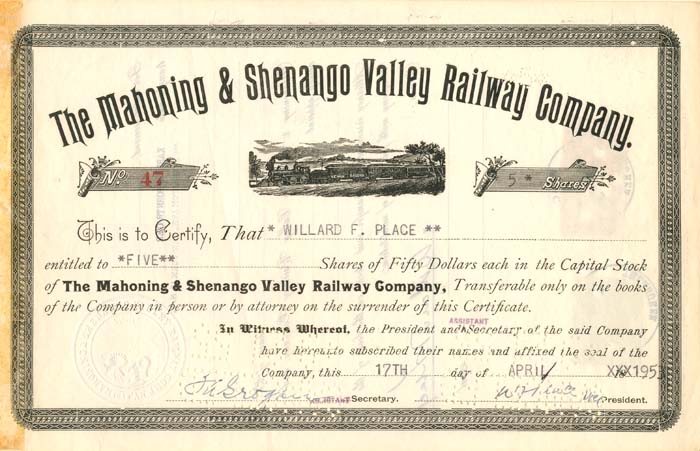 The Mahoning & Shenango Valley Railway Company.
No. 47
5* Shares
This is to Certify, That * WILLARD F. PLACE **
entitled to *FIVE** Shares of Fifty Dollars each in the Capital Stock
of The Mahoning & Shenango Valley Railway Company, Transferable only on the books
of the Company in person or by attorney on the surrender of this Certificate.
ASSISTANT
In Witness Whereof, the President and Secretary of the said Company
have hereunto subscribed their names and affixed the seal of the
Company, this 17TH day of APRIL XXX195
ASSISTANT Secretary. President.